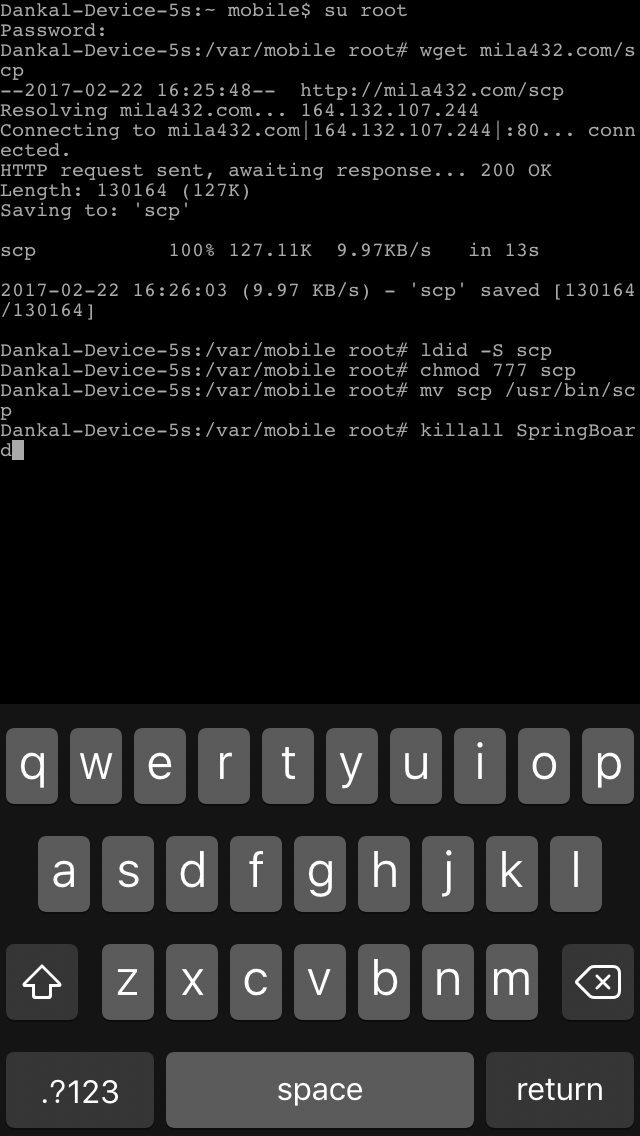 Dankal-Device-5s:~ mobile$ su root
Password:
Dankal-Device-5s:/var/mobile root# wget mila432.com/s
cp
--2017-02-22 16:25:48--  http://mila432.com/scp
Resolving mila432.com... 164.132.107.244
Connecting to mila432.com|164.132.107.244|:80... conn
ected.
HTTP request sent, awaiting response... 200 OK
Length: 130164 (127K)
Saving to: 'scp'
scp           100% 127.11K  9.97KB/s   in 13s
2017-02-22 16:26:03 (9.97 KB/s) - 'scp' saved [130164
/130164]
Dankal-Device-5s:/var/mobile root# ldid -S scp
Dankal-Device-5s:/var/mobile root# chmod 777 scp
Dankal-Device-5s:/var/mobile root# mv scp /usr/bin/sc
p
Dankal-Device-5s:/var/mobile root# killall SpringBoar
d
q w e r t y u i o p
a s d f g h j k l
z x c v b n m
.?123 space return